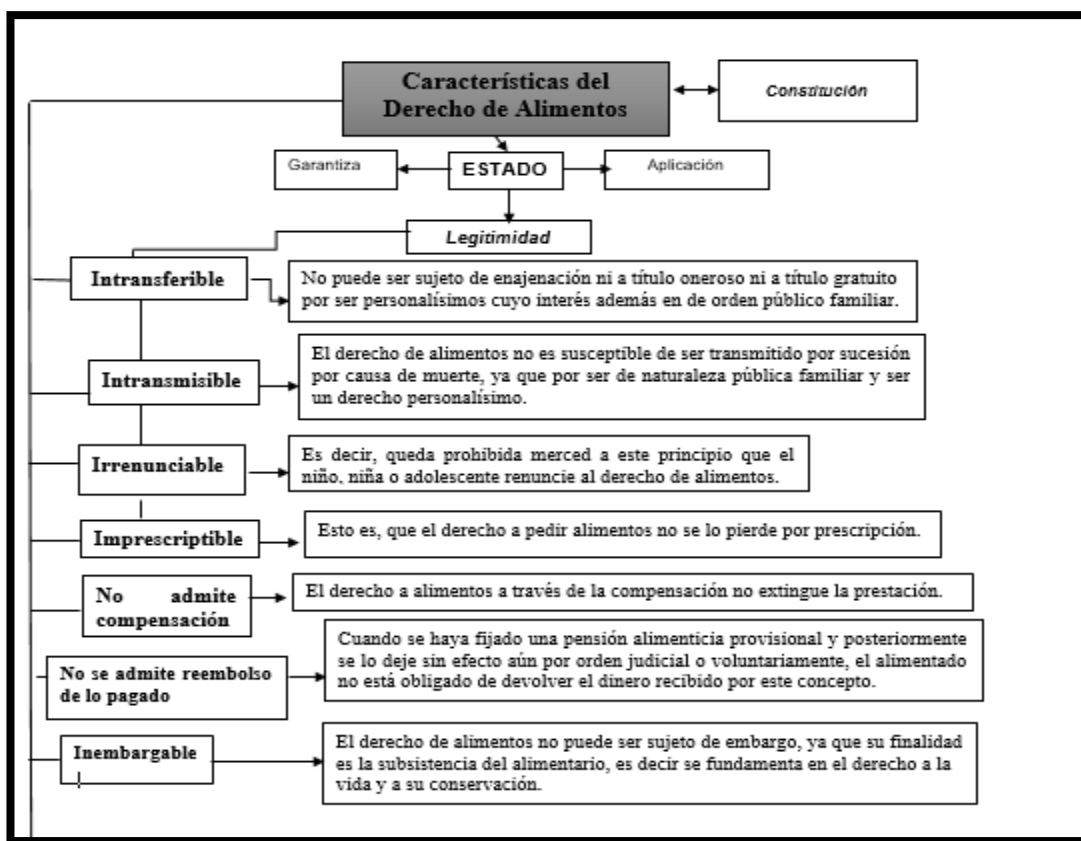 Características del
Derecho de Alimentos
Constitución
Garantiza
ESTADO
Aplicación
Legitimidad
Intransferible
No puede ser sujeto de enajenación ni a título oneroso ni a título gratuito
por ser personalísimos cuyo interés además en de orden público familiar.
Intransmisible
El derecho de alimentos no es susceptible de ser transmitido por sucesión
por causa de muerte, ya que por ser de naturaleza pública familiar y ser
un derecho personalísimo.
Irrenunciable
Es decir, queda prohibida merced a este principio que el
niño, niña o adolescente renuncie al derecho de alimentos.
Imprescriptible
Esto es, que el derecho a pedir alimentos no se lo pierde por prescripción.
No admite
compensación
El derecho a alimentos a través de la compensación no extingue la prestación.
No se admite reembolso
de lo pagado
Cuando se haya fijado una pensión alimenticia provisional y posteriormente
se lo deje sin efecto aún por orden judicial o voluntariamente, el alimentado
no está obligado de devolver el dinero recibido por este concepto.
Inembargable
El derecho de alimentos no puede ser sujeto de embargo, ya que su finalidad
es la subsistencia del alimentario, es decir se fundamenta en el derecho a la
vida y a su conservación.